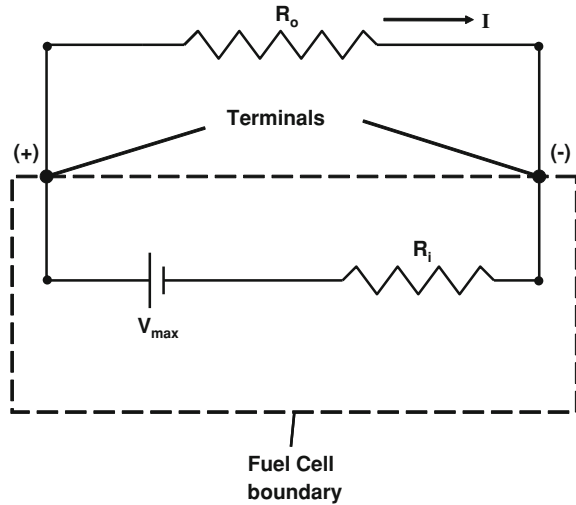 Ro
I
Terminals
(+)
(-)
Ri
Vmax
Fuel Cell
boundary